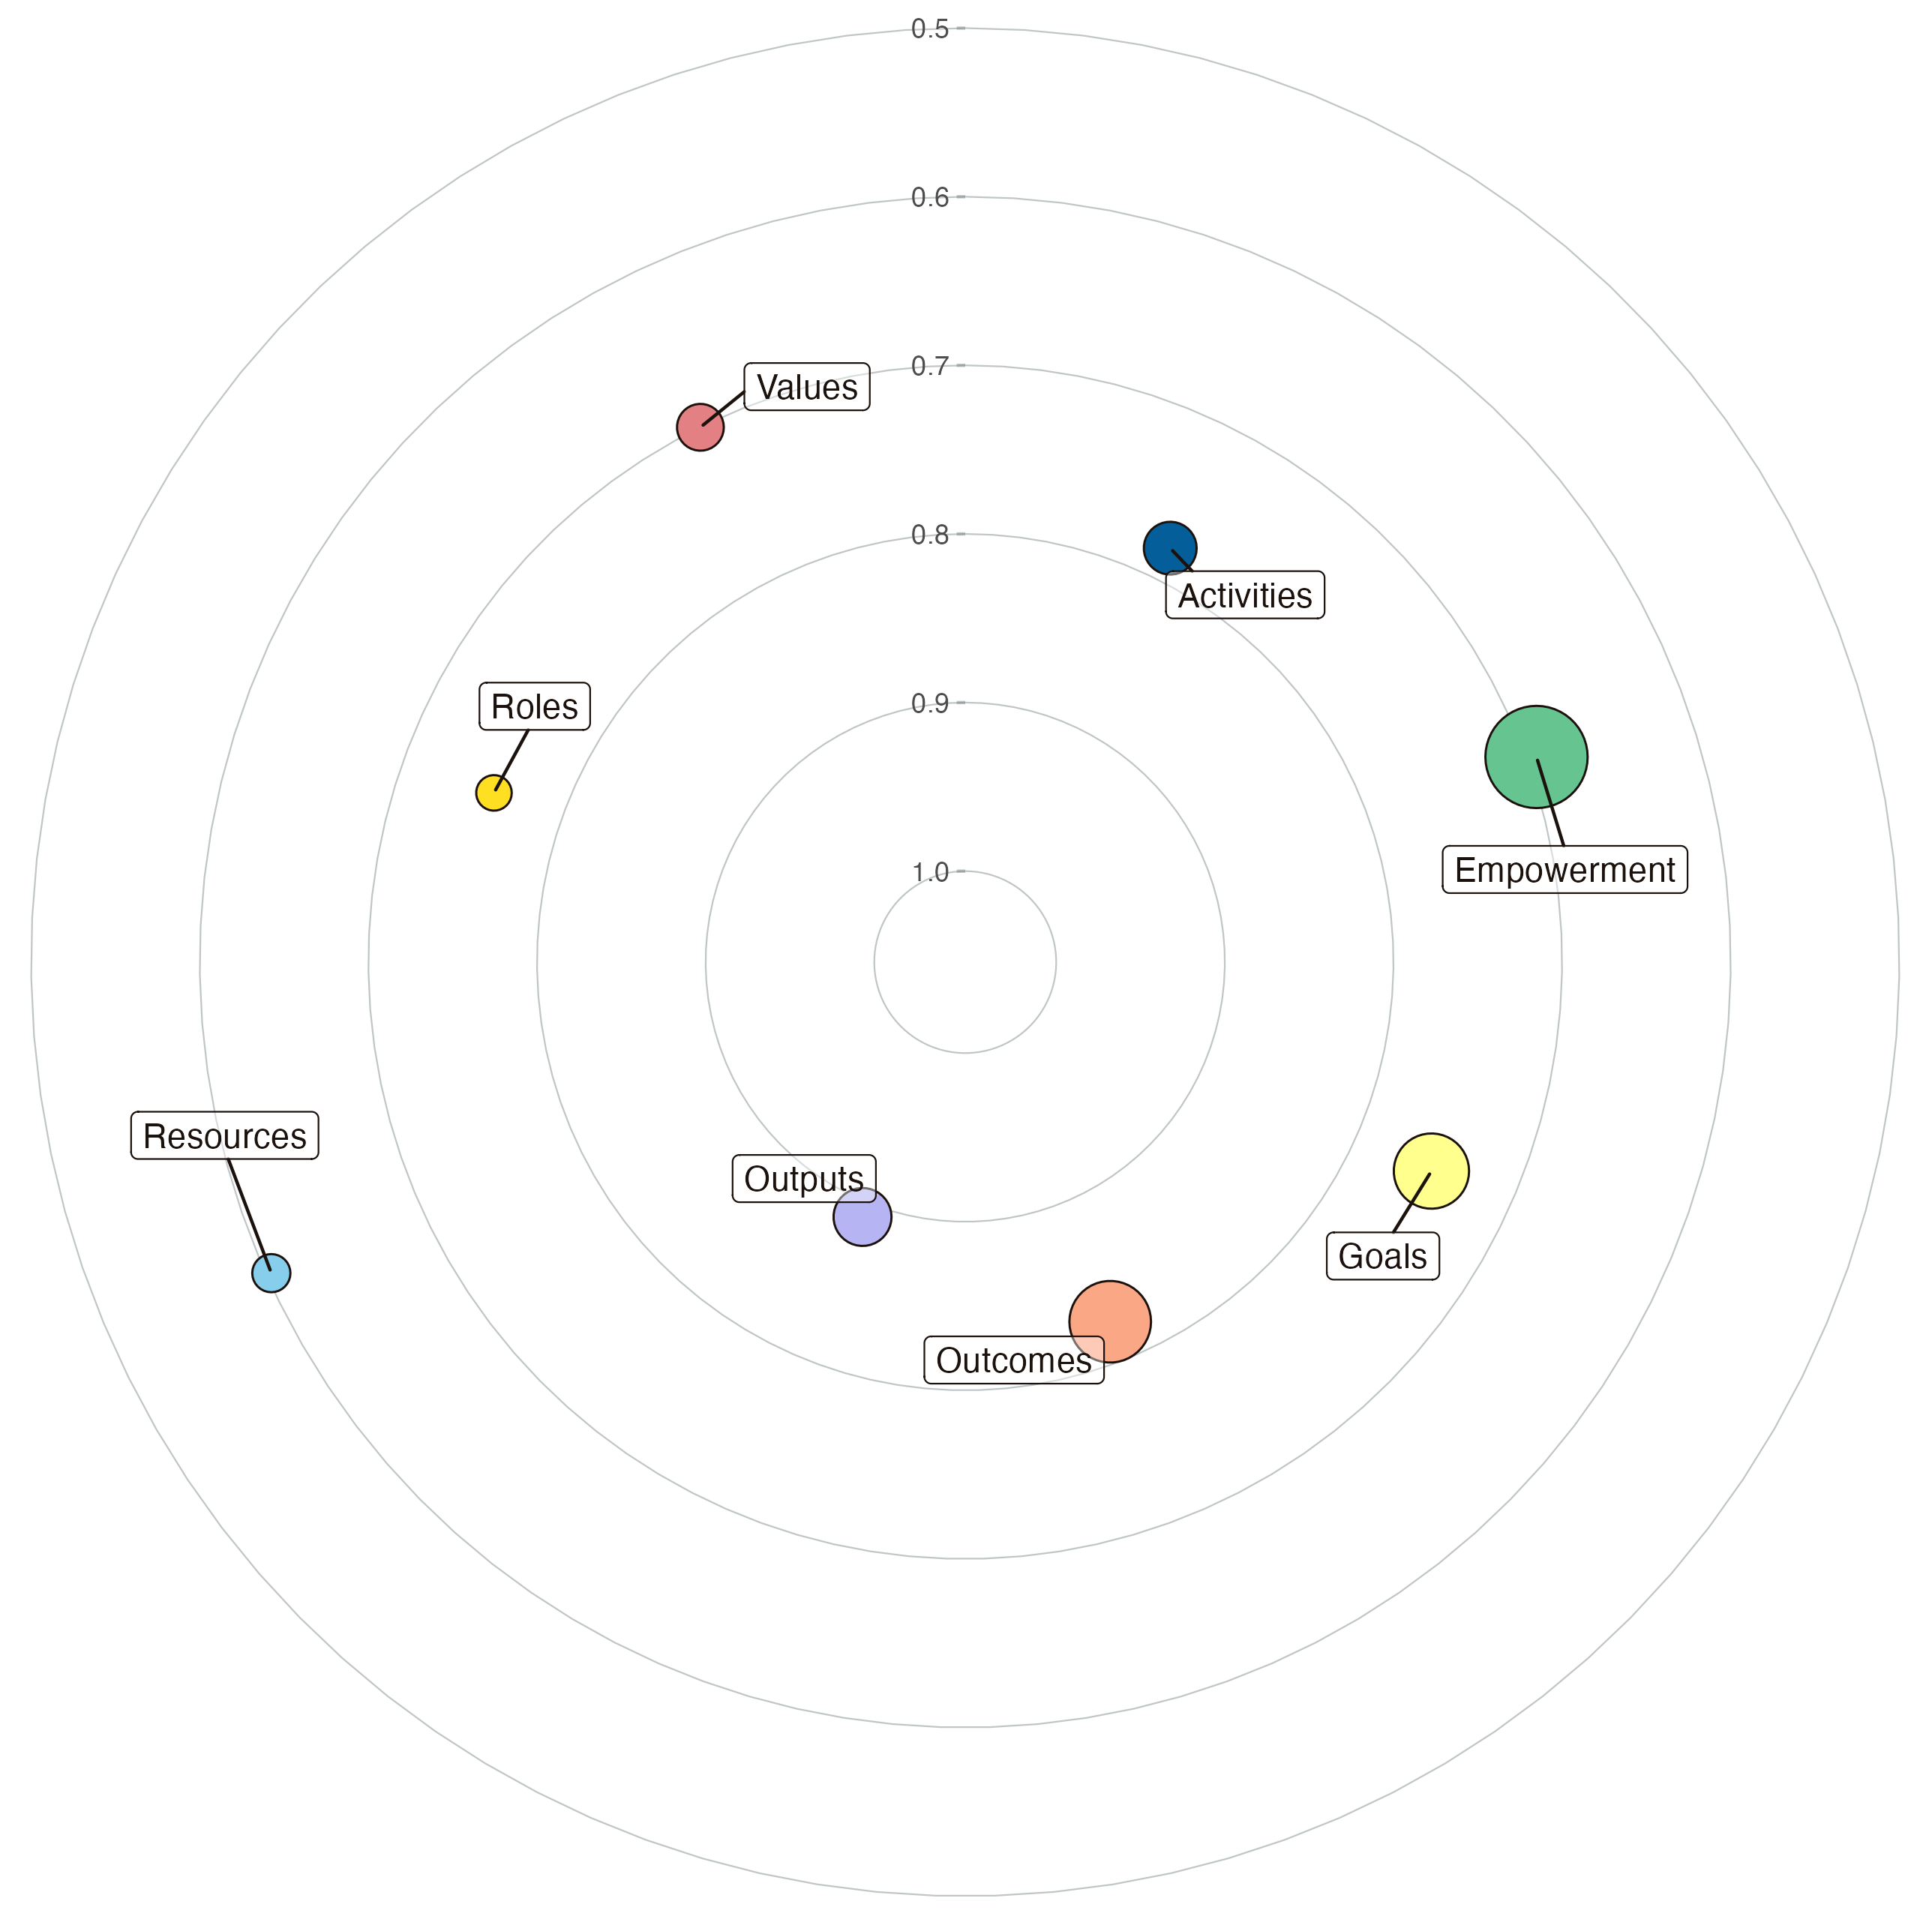 0.5
0.6
0.7
Values
0.8
Activities
Roles
0.9
1.0
Empowerment
Resources
Outputs
Goals
Outcomes